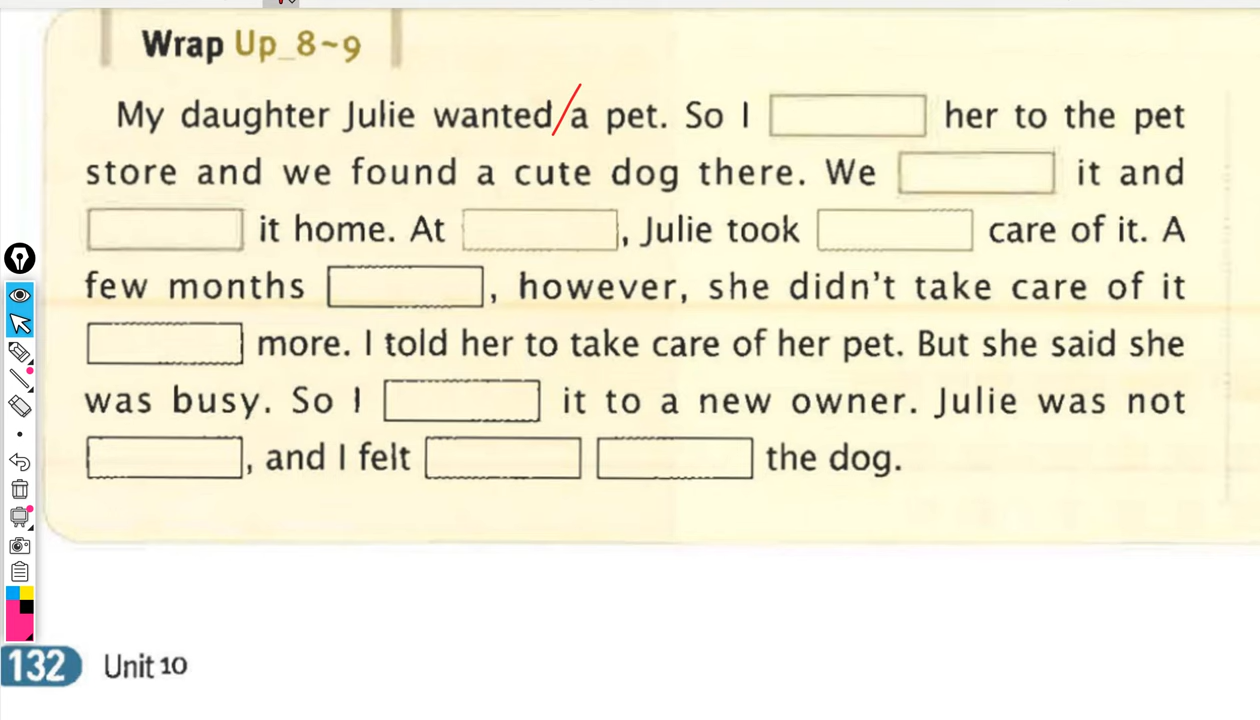 Wrap Up_8~9
My daughter Julie wanted a pet. So I her to the pet
store and we found a cute dog there. We it and
it home. At , Julie took care of it. A
few months , however, she didn't take care of it
more. I told her to take care of her pet. But she said she
was busy. So I it to a new owner. Julie was not
, and I felt the dog.
132 Unit 10